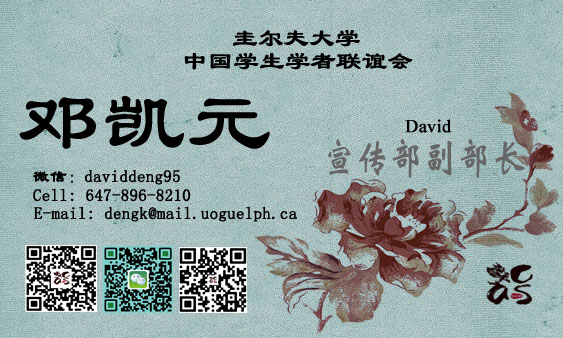 圭尔夫大学
中国学生学者联谊会
邓凯元
David
宣传部副部长
微信: daviddeng95
Cell: 647-896-8210
E-mail: dengk@mail.uoguelph.ca